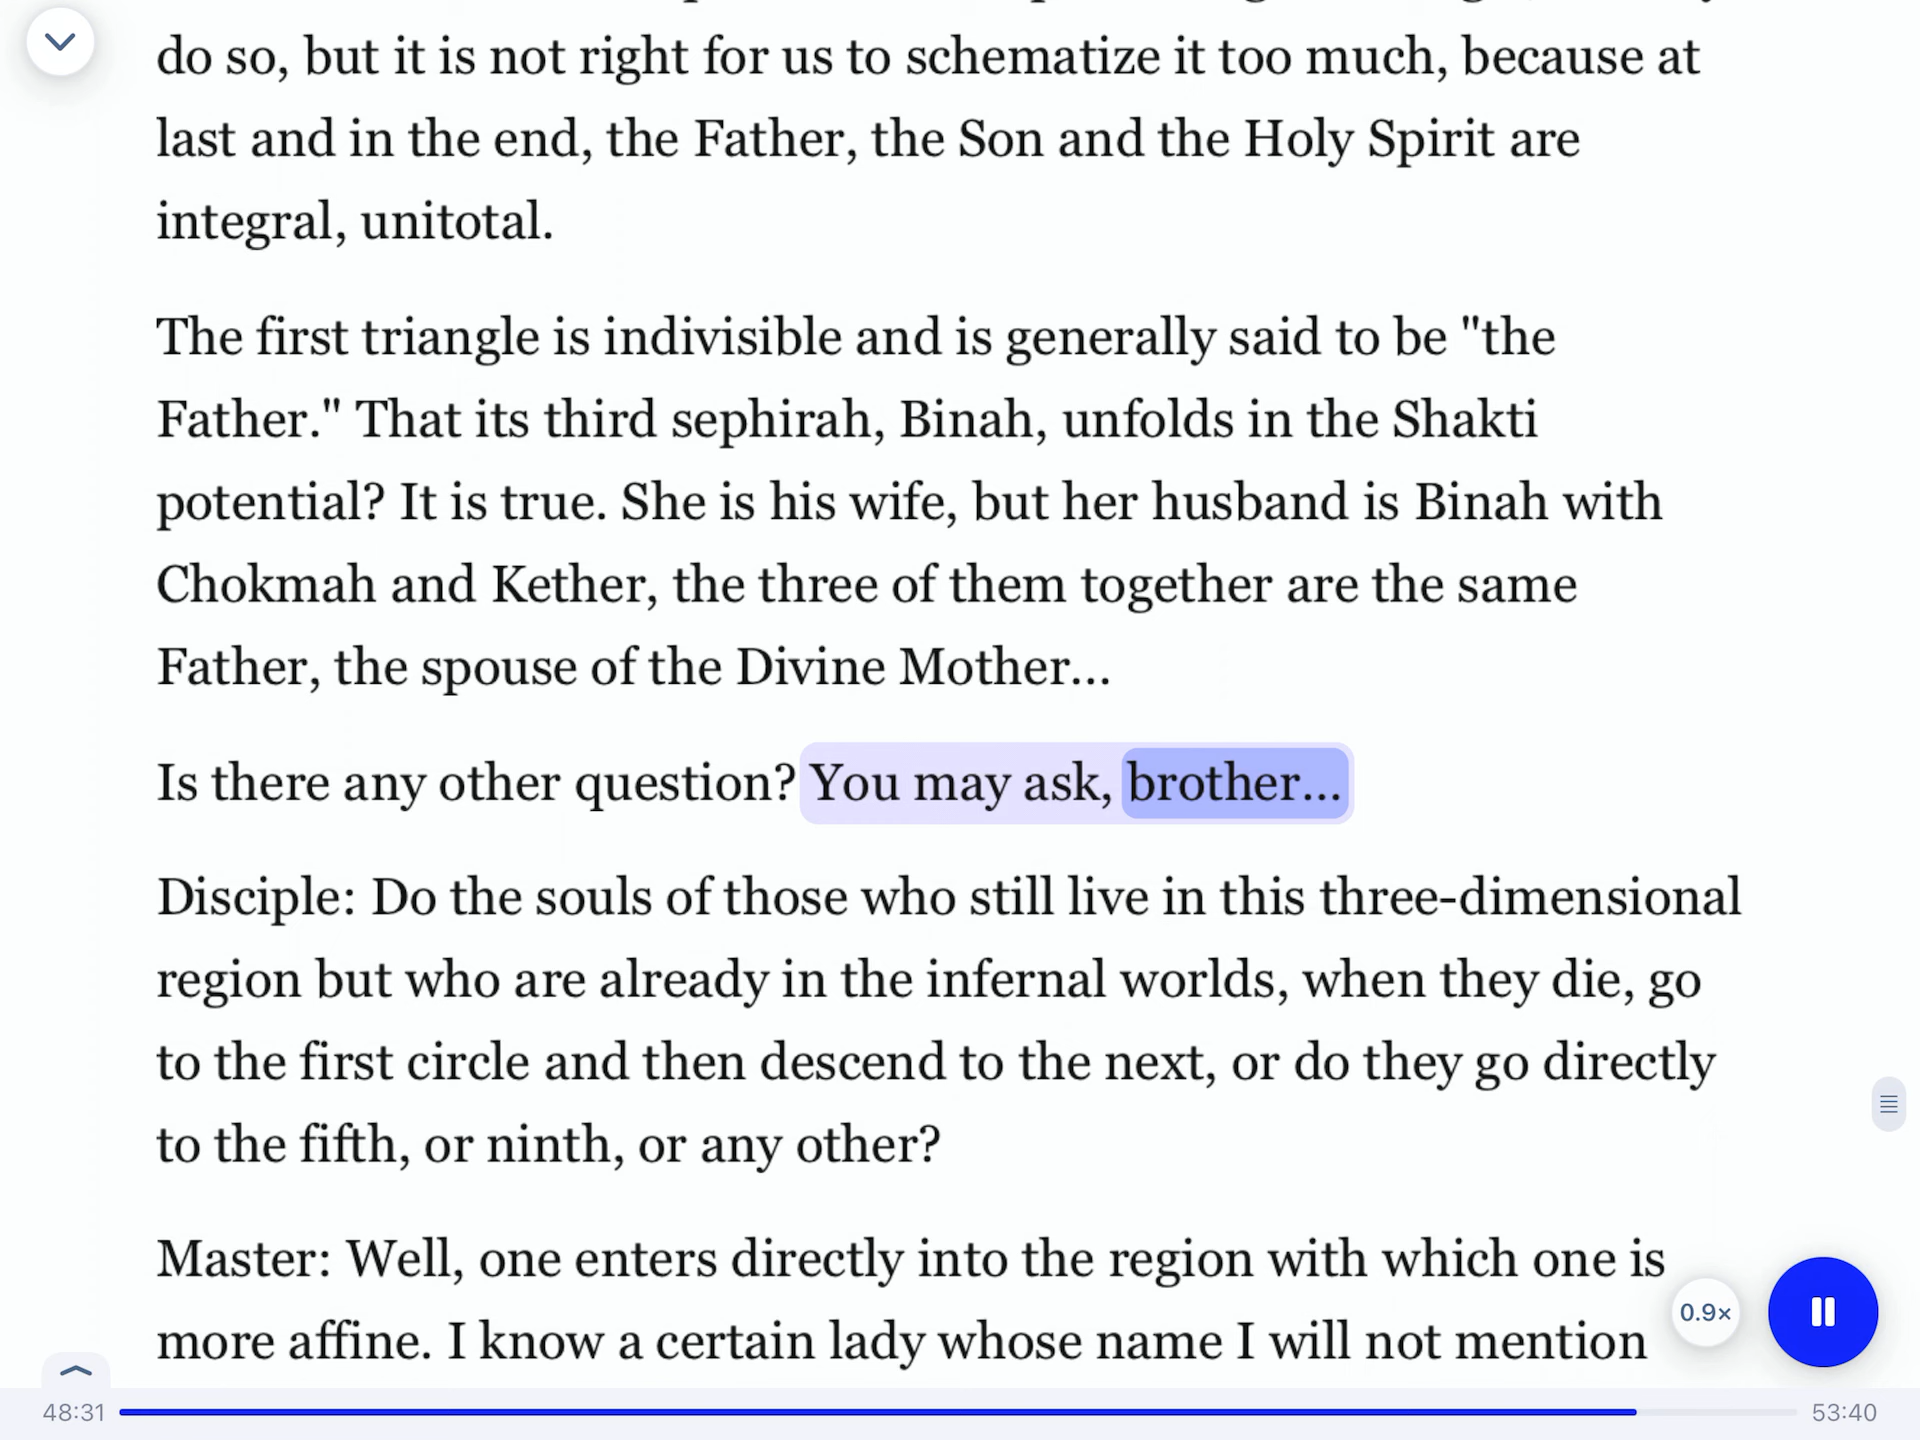 do so, but it is not right for us to schematize it too much, because at
last and in the end, the Father, the Son and the Holy Spirit are
integral, unitotal.
The first triangle is indivisible and is generally said to be "the
Father." That its third sephirah, Binah, unfolds in the Shakti
potential? It is true. She is his wife, but her husband is Binah with
Chokmah and Kether, the three of them together are the same
Father, the spouse of the Divine Mother...
Is there any other question? You may ask, brother...
Disciple: Do the souls of those who still live in this three-dimensional
region but who are already in the infernal worlds, when they die, go
to the first circle and then descend to the next, or do they go directly
to the fifth, or ninth, or any other?
Master: Well, one enters directly into the region with which one is
more affine. I know a certain lady whose name I will not mention
0.9×
48:31
53:40